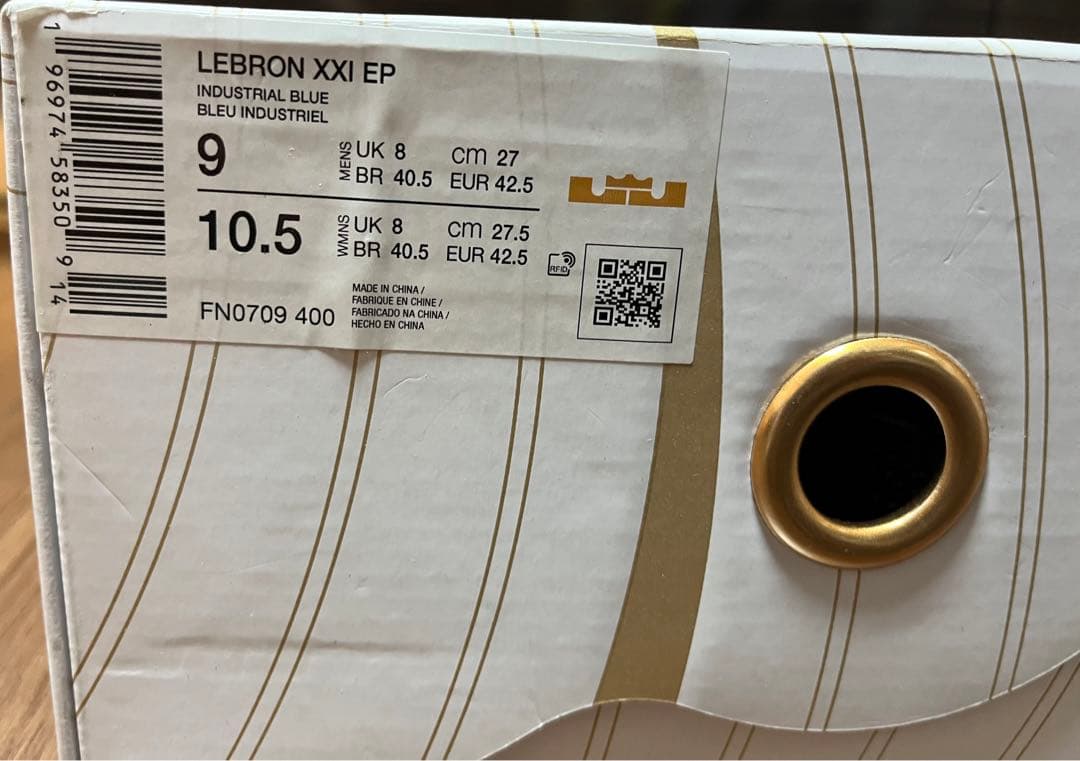 LEBRON XXI EP
INDUSTRIAL BLUE
BLEU INDUSTRIEL
9 MENS UK 8 cm 27
BR 40.5 EUR 42.5
10.5 WMNS UK 8 cm 27.5
BR 40.5 EUR 42.5
RFID
FN0709 400
MADE IN CHINA /
FABRIQUE EN CHINE /
FABRICADO NA CHINA /
HECHO EN CHINA
1 96974 58350 9 14